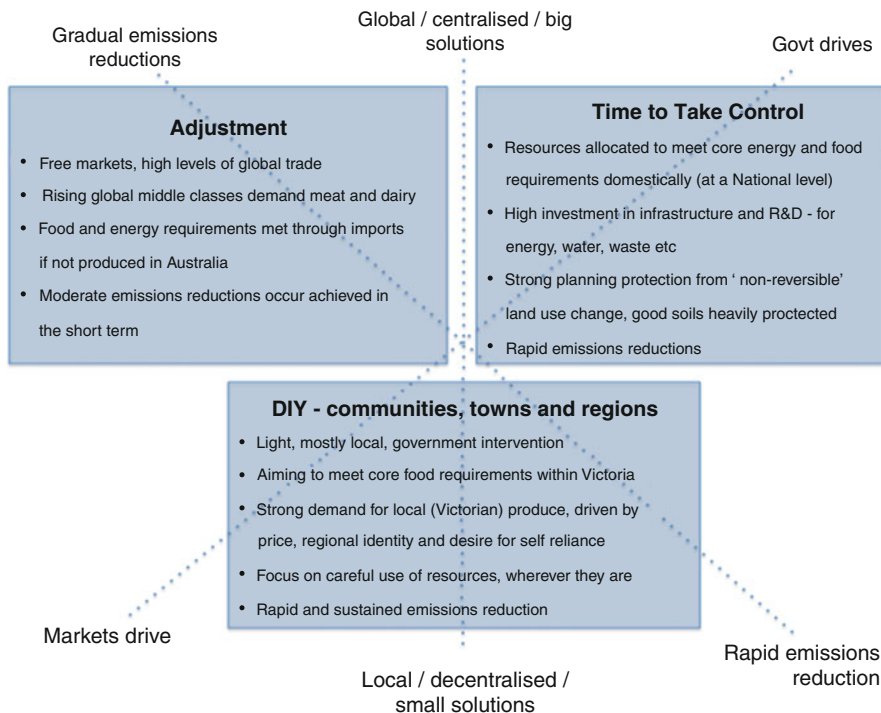 Global / centralised / big
solutions
Gradual emissions
reductions
Govt drives
Adjustment
• Free markets, high levels of global trade
• Rising global middle classes demand meat and dairy
• Food and energy requirements met through imports
if not produced in Australia
• Moderate emissions reductions occur achieved in
the short term
Time to Take Control
• Resources allocated to meet core energy and food
requirements domestically (at a National level)
• High investment in infrastructure and R&D - for
energy, water, waste etc
• Strong planning protection from ‘ non-reversible’
land use change, good soils heavily proctected
• Rapid emissions reductions
DIY - communities, towns and regions
• Light, mostly local, government intervention
• Aiming to meet core food requirements within Victoria
• Strong demand for local (Victorian) produce, driven by
price, regional identity and desire for self reliance
• Focus on careful use of resources, wherever they are
• Rapid and sustained emissions reduction
Markets drive
Rapid emissions
reduction
Local / decentralised /
small solutions